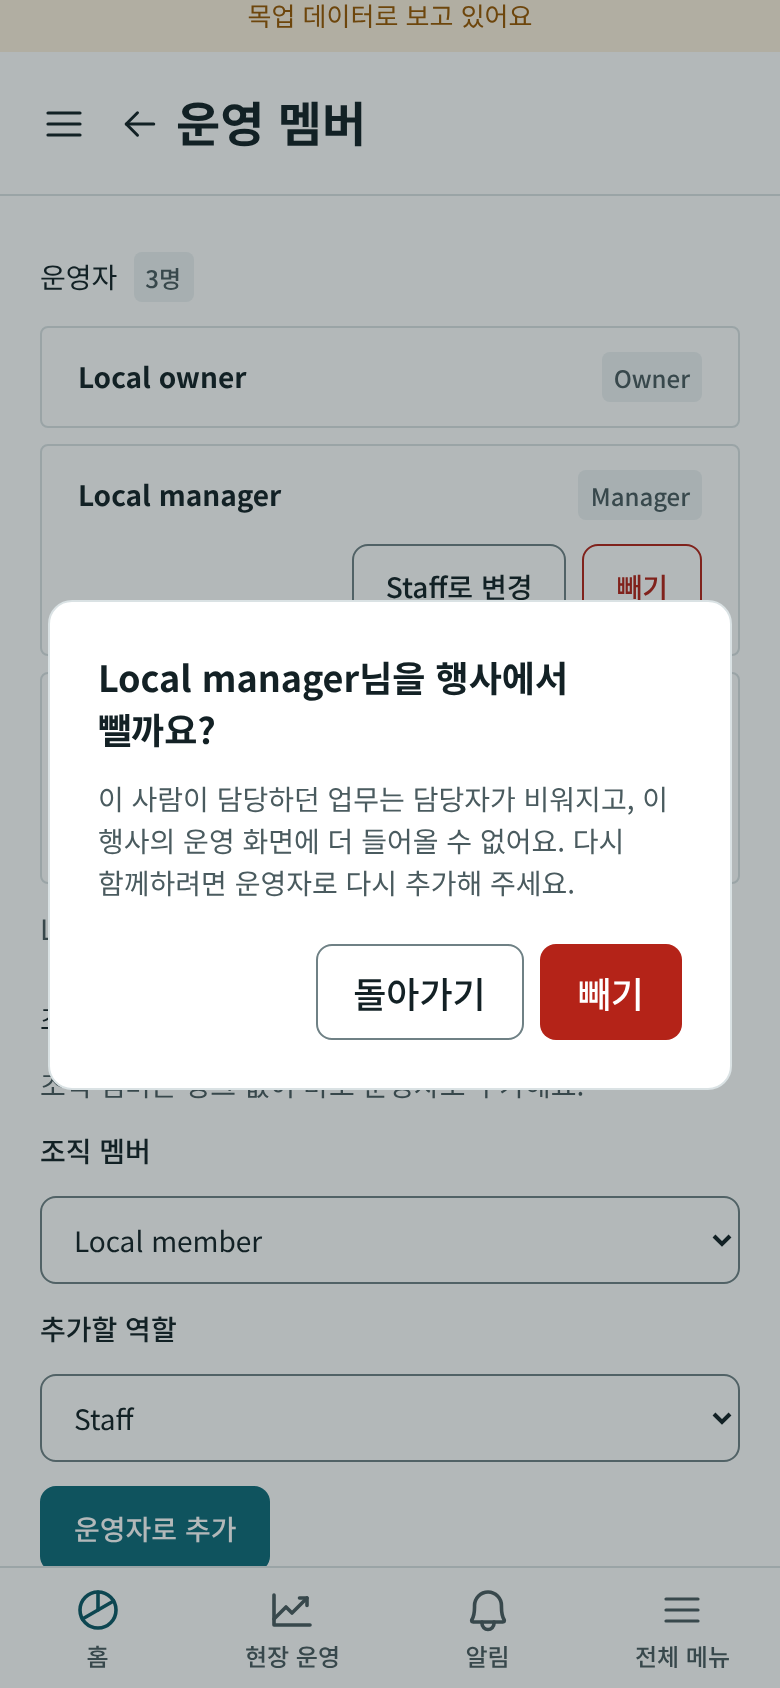 목업 데이터로 보고 있어요
운영 멤버
운영자 3명
Local owner Owner
Local manager Manager
Staff로 변경 빼기
Local manager님을 행사에서
뺄까요?
이 사람이 담당하던 업무는 담당자가 비워지고, 이
행사의 운영 화면에 더 들어올 수 없어요. 다시
함께하려면 운영자로 다시 추가해 주세요.
돌아가기 빼기
조직 멤버
Local member
추가할 역할
Staff
운영자로 추가
홈 현장 운영 알림 전체 메뉴